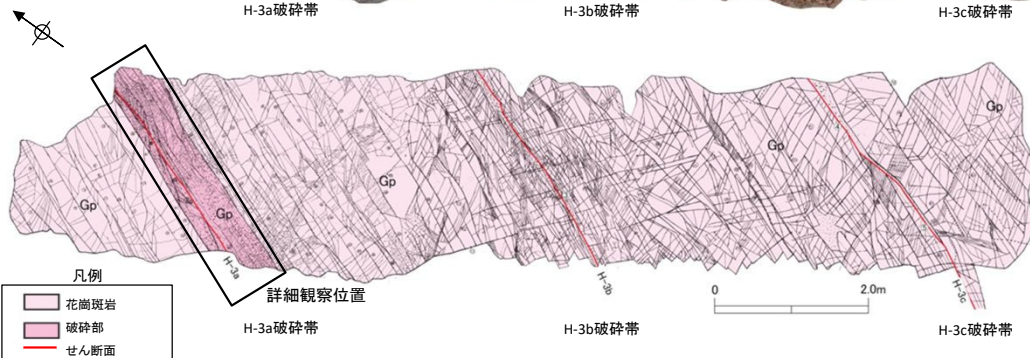 H-3a破砕帯
H-3b破砕帯
H-3c破砕帯
Gp
Gp
Gp
Gp
Gp
H-3a
H-3b
H-3c
凡例
花崗斑岩
破砕部
せん断面
詳細観察位置
0
2.0m
H-3a破砕帯
H-3b破砕帯
H-3c破砕帯